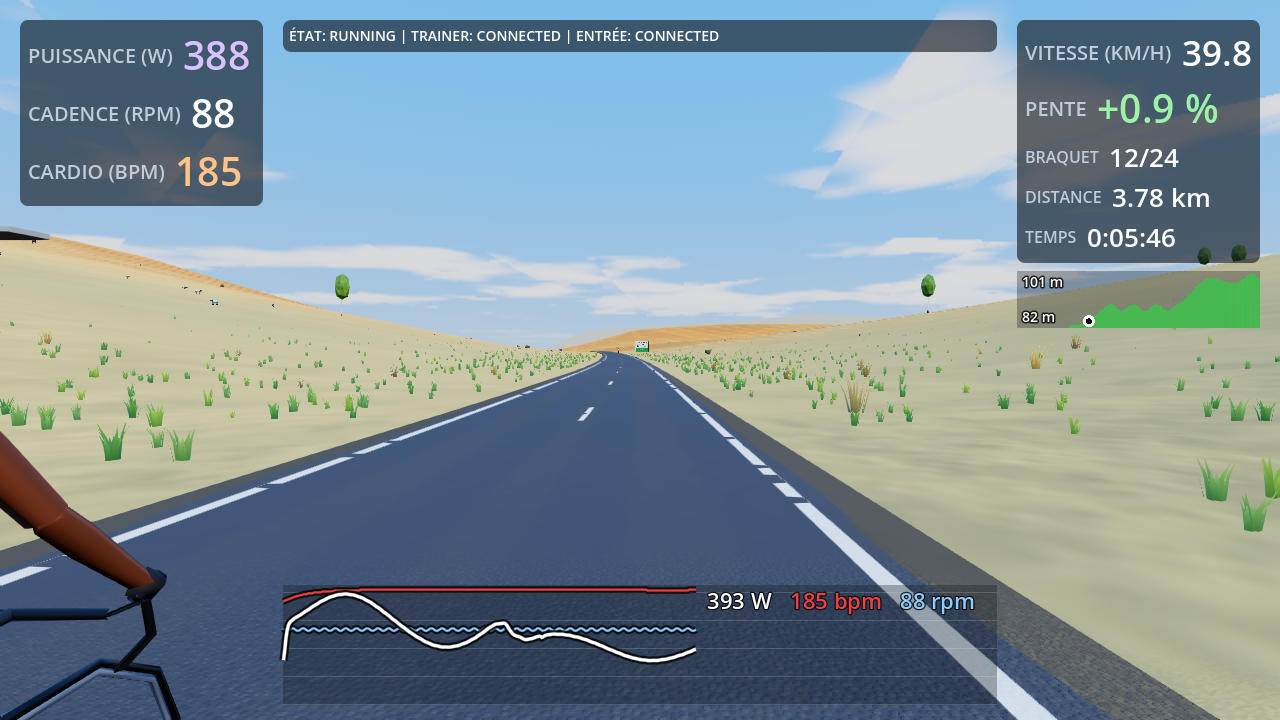 PUISSANCE (W) 388
CADENCE (RPM) 88
CARDIO (BPM) 185
ÉTAT: RUNNING | TRAINER: CONNECTED | ENTRÉE: CONNECTED
VITESSE (KM/H) 39.8
PENTE +0.9 %
BRAQUET 12/24
DISTANCE 3.78 km
TEMPS 0:05:46
101 m
82 m
393 W 185 bpm 88 rpm